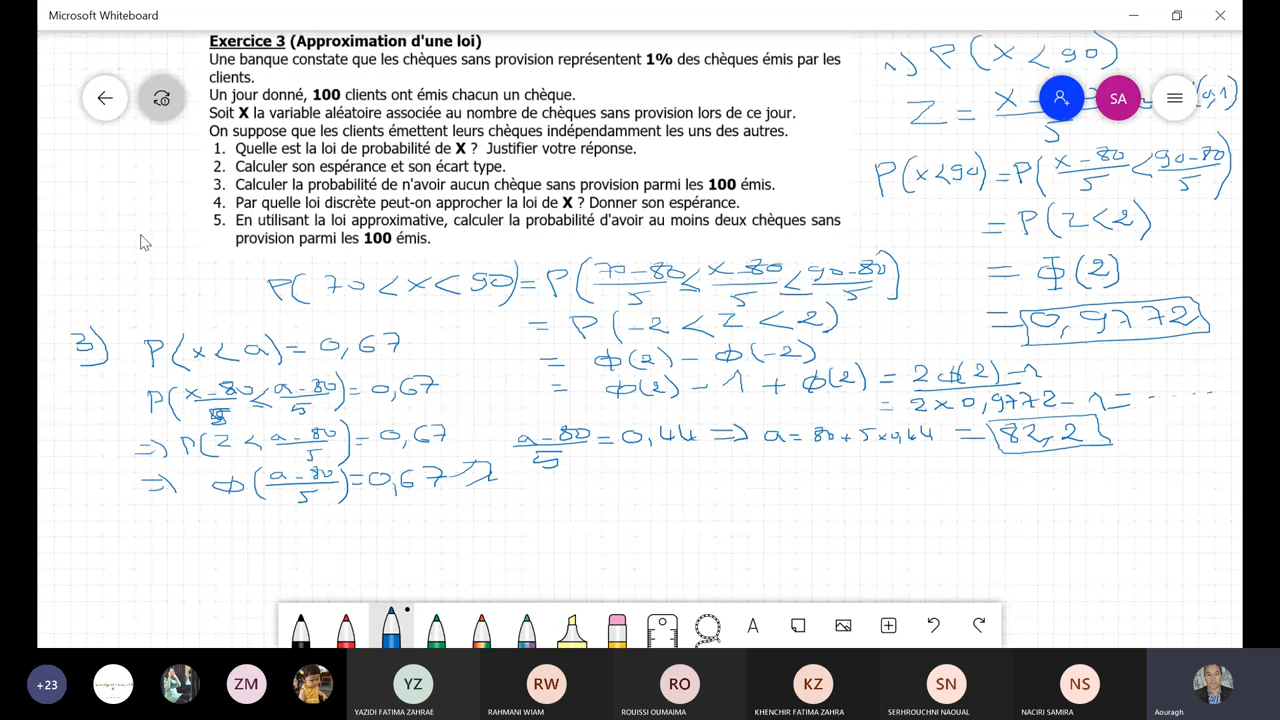 Microsoft Whiteboard
Exercice 3 (Approximation d'une loi)
Une banque constate que les chèques sans provision représentent 1% des chèques émis par les
clients.
Un jour donné, 100 clients ont émis chacun un chèque.
Soit X la variable aléatoire associée au nombre de chèques sans provision lors de ce jour.
On suppose que les clients émettent leurs chèques indépendamment les uns des autres.
1. Quelle est la loi de probabilité de X ? Justifier votre réponse.
2. Calculer son espérance et son écart type.
3. Calculer la probabilité de n'avoir aucun chèque sans provision parmi les 100 émis.
4. Par quelle loi discrète peut-on approcher la loi de X ? Donner son espérance.
5. En utilisant la loi approximative, calculer la probabilité d'avoir au moins deux chèques sans
provision parmi les 100 émis.
1) P(X<90)
Z = X - 5 (0,1)
SA
P(X<90) = P(X-80/5 < 90-80/5)
= P(Z<2)
= Φ(2)
= 0,9772
P(70<X<90) = P(70-80/5 ≤ X-80/5 ≤ 90-80/5)
= P(-2<Z<2)
= Φ(2) - Φ(-2)
= Φ(2) - 1 + Φ(2) = 2Φ(2)-1
= 2×0,9772-1 = ......
3) P(X<a) = 0,67
P(X-80/5 ≤ a-80/5) = 0,67
=> P(Z<a-80/5) = 0,67
=> Φ(a-80/5) = 0,67
a-80/5 = 0,44 => a = 80+5×0,44 = 82,2
A
+23
ZM
YZ
RW
RO
KZ
SN
NS
YAZIDI FATIMA ZAHRAE
RAHMANI WIAM
ROUISSI OUMAIMA
KHENCHIR FATIMA ZAHRA
SERHROUCHNI NAOUAL
NACIRI SAMIRA
Aouragh